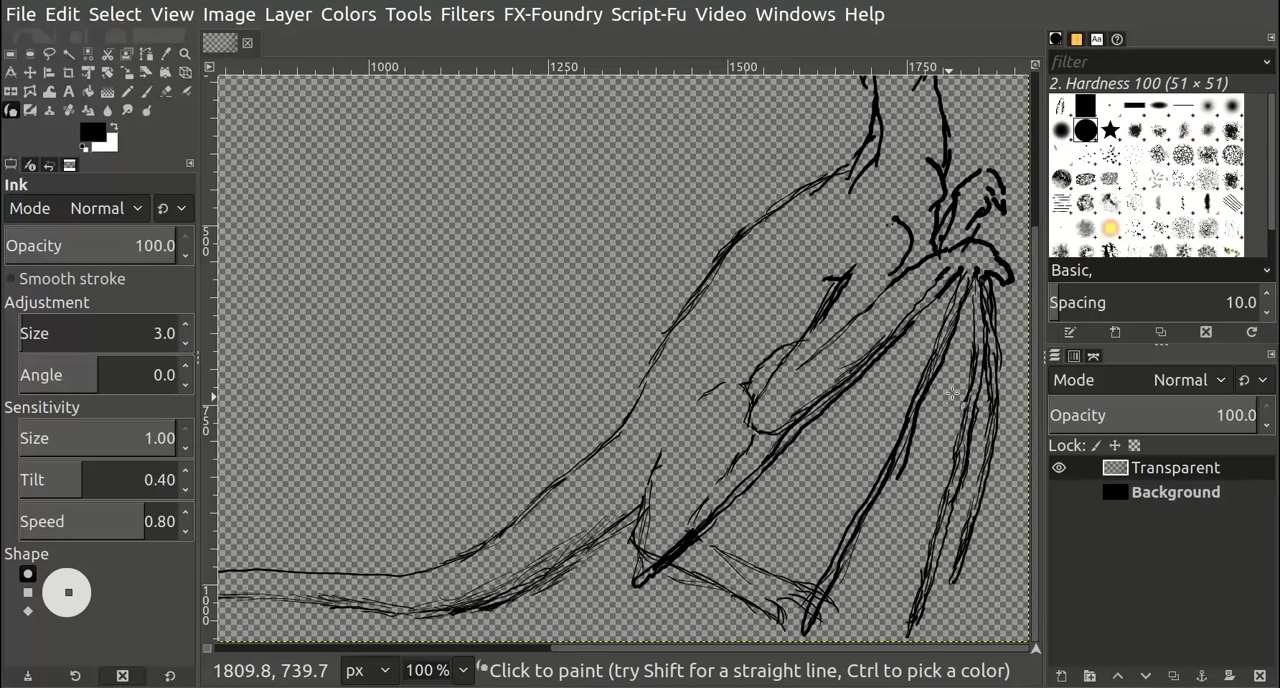 File Edit Select View Image Layer Colors Tools Filters FX-Foundry Script-Fu Video Windows Help
1000 1250 1500 1750
filter
2. Hardness 100 (51 × 51)
Ink
Mode Normal
Opacity 100.0
Smooth stroke
Adjustment
Size 3.0
Angle 0.0
Sensitivity
Size 1.00
Tilt 0.40
Speed 0.80
Shape
500
750
1000
Basic,
Spacing 10.0
Mode Normal
Opacity 100.0
Lock:
Transparent
Background
1809.8, 739.7 px 100 % Click to paint (try Shift for a straight line, Ctrl to pick a color)